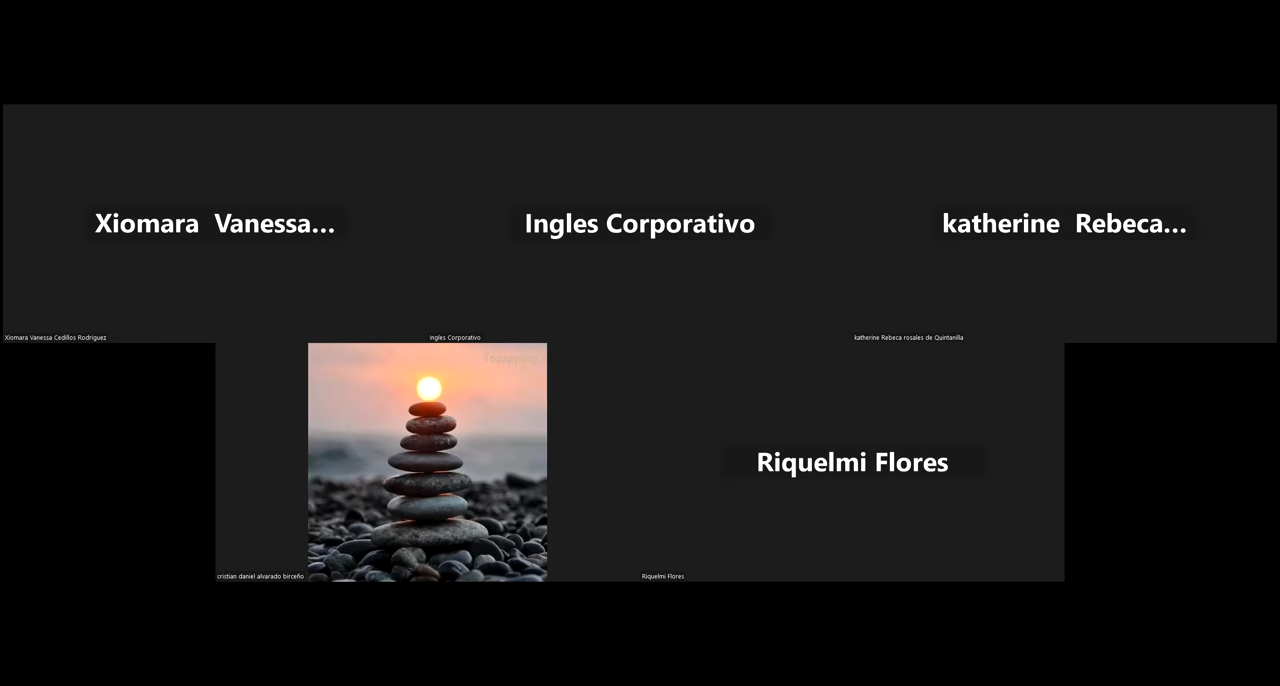 Xiomara  Vanessa...
Ingles Corporativo
katherine  Rebeca...
Xiomara Vanessa Cedillos Rodriguez
Ingles Corporativo
katherine Rebeca rosales de Quintanilla
Riquelmi Flores
cristian daniel alvarado birceño
Riquelmi Flores